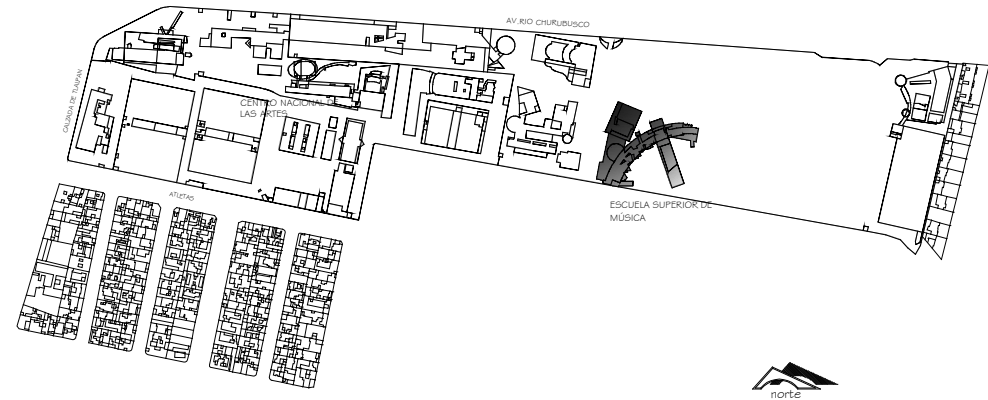 AV.RIO CHURUBUSCO
CALZADA DE TLALPAN
CENTRO NACIONAL DE
LAS ARTES
ATLETAS
ESCUELA SUPERIOR DE
MÚSICA
norte